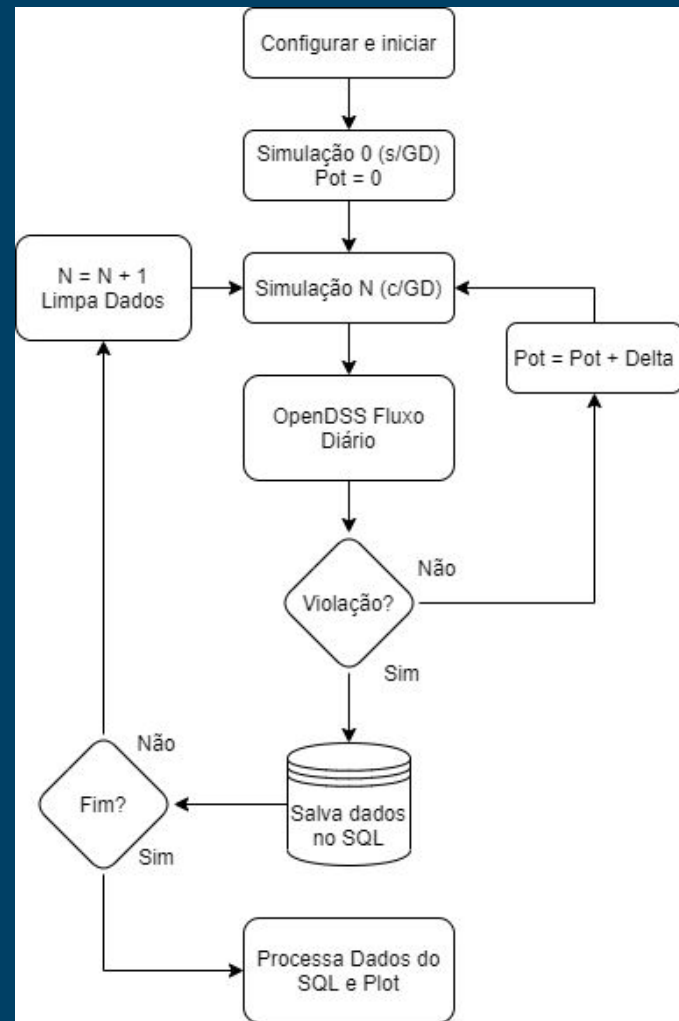 Configurar e iniciar
Simulação 0 (s/GD)
Pot = 0
N = N + 1
Limpa Dados
Simulação N (c/GD)
Pot = Pot + Delta
OpenDSS Fluxo
Diário
Não
Violação?
Sim
Não
Fim?
Sim
Salva dados
no SQL
Processa Dados do
SQL e Plot